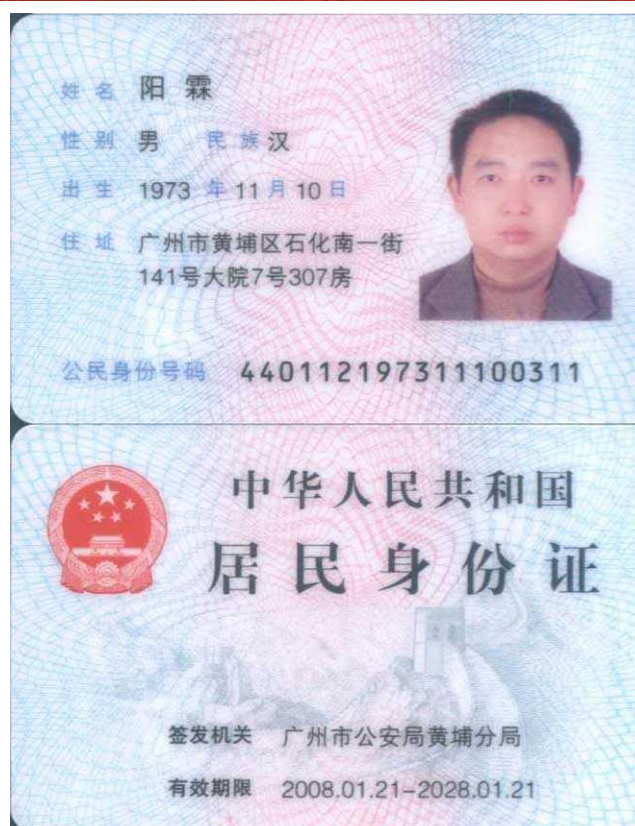 姓名 阳霖
性别 男 民族 汉
出生 1973 年 11 月 10 日
住址 广州市黄埔区石化南一街
141号大院7号307房
公民身份号码 440112197311100311
中华人民共和国
居民身份证
签发机关 广州市公安局黄埔分局
有效期限 2008.01.21-2028.01.21